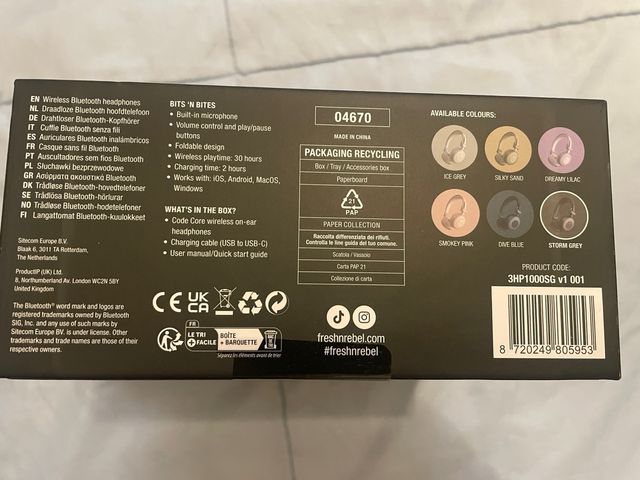 EN Wireless Bluetooth headphones
NL Draadloze Bluetooth hoofdtelefoon
DE Drahtloser Bluetooth-Kopfhörer
IT Cuffie Bluetooth senza fili
ES Auriculares Bluetooth inalámbricos
FR Casque sans fil Bluetooth
PT Auscultadores sem fios Bluetooth
PL Słuchawki bezprzewodowe
GR Ασύρματα ακουστικά Bluetooth
DK Trådløse Bluetooth-hovedtelefoner
SE Trådlösa Bluetooth-hörlurar
NO Trådløse Bluetooth-hodetelefoner
FI Langattomat Bluetooth-kuulokkeet
Sitecom Europe B.V.
Blaak 6, 3011 TA Rotterdam,
The Netherlands
ProductIP (UK) Ltd.
8, Northumberland Av. London WC2N 5BY
United Kingdom
The Bluetooth® word mark and logos are
registered trademarks owned by Bluetooth
SIG, Inc. and any use of such marks by
Sitecom Europe BV. is under license. Other
trademarks and trade names are those of their
respective owners.
BITS 'N BITES
• Built-in microphone
• Volume control and play/pause
buttons
• Foldable design
• Wireless playtime: 30 hours
• Charging time: 2 hours
• Works with: iOS, Android, MacOS,
Windows
WHAT'S IN THE BOX?
• Code Core wireless on-ear
headphones
• Charging cable (USB to USB-C)
• User manual/Quick start guide
CE UK
CA
FR
LE TRI
+ FACILE
BOÎTE
+ BARQUETTE
Séparez les éléments avant de trier
04670
MADE IN CHINA
PACKAGING RECYCLING
Box / Tray / Accessories box
Paperboard
21
PAP
PAPER COLLECTION
Raccolta differenziata dei rifiuti.
Controlla le linee guida del tuo comune.
Scatola / Vassoio
Carta PAP 21
Collezione di carta
freshnrebel.com
#freshnrebel
AVAILABLE COLOURS:
ICE GREY
SILKY SAND
DREAMY LILAC
SMOKEY PINK
DIVE BLUE
STORM GREY
PRODUCT CODE:
3HP1000SG v1 001
8 720249 805953